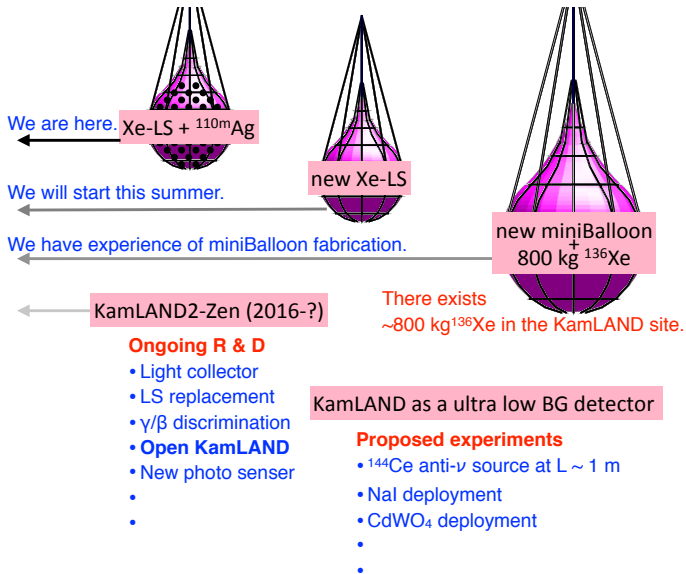 We are here.
Xe-LS + ¹¹⁰ᵐAg
new Xe-LS
We will start this summer.
new miniBalloon
+
800 kg ¹³⁶Xe
We have experience of miniBalloon fabrication.
There exists
~800 kg¹³⁶Xe in the KamLAND site.
KamLAND2-Zen (2016-?)
Ongoing R & D
• Light collector
• LS replacement
• γ/β discrimination
• Open KamLAND
• New photo senser
•
•
KamLAND as a ultra low BG detector
Proposed experiments
• ¹⁴⁴Ce anti-ν source at L ~ 1 m
• NaI deployment
• CdWO₄ deployment
•
•